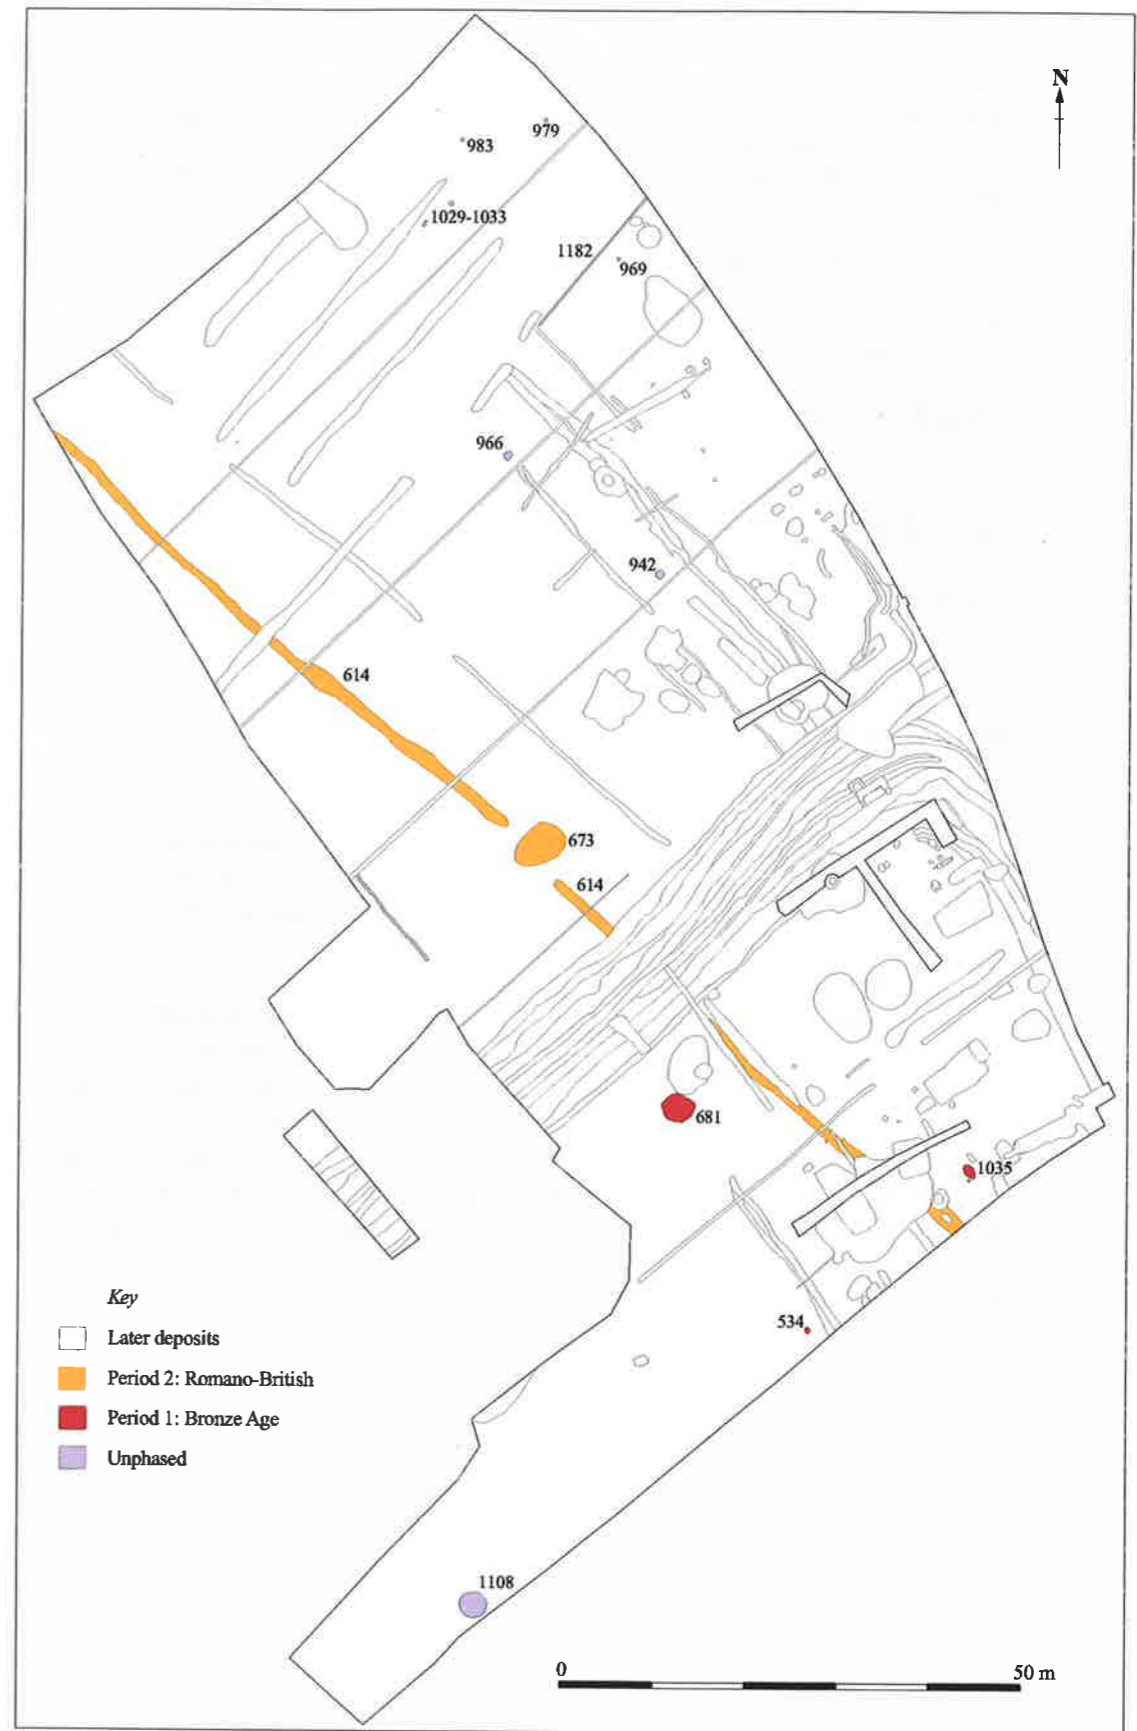 N
979
983
1029-1033
1182
969
966
942
614
673
614
681
1035
534
Key
Later deposits
Period 2: Romano-British
Period 1: Bronze Age
Unphased
1108
0
50 m